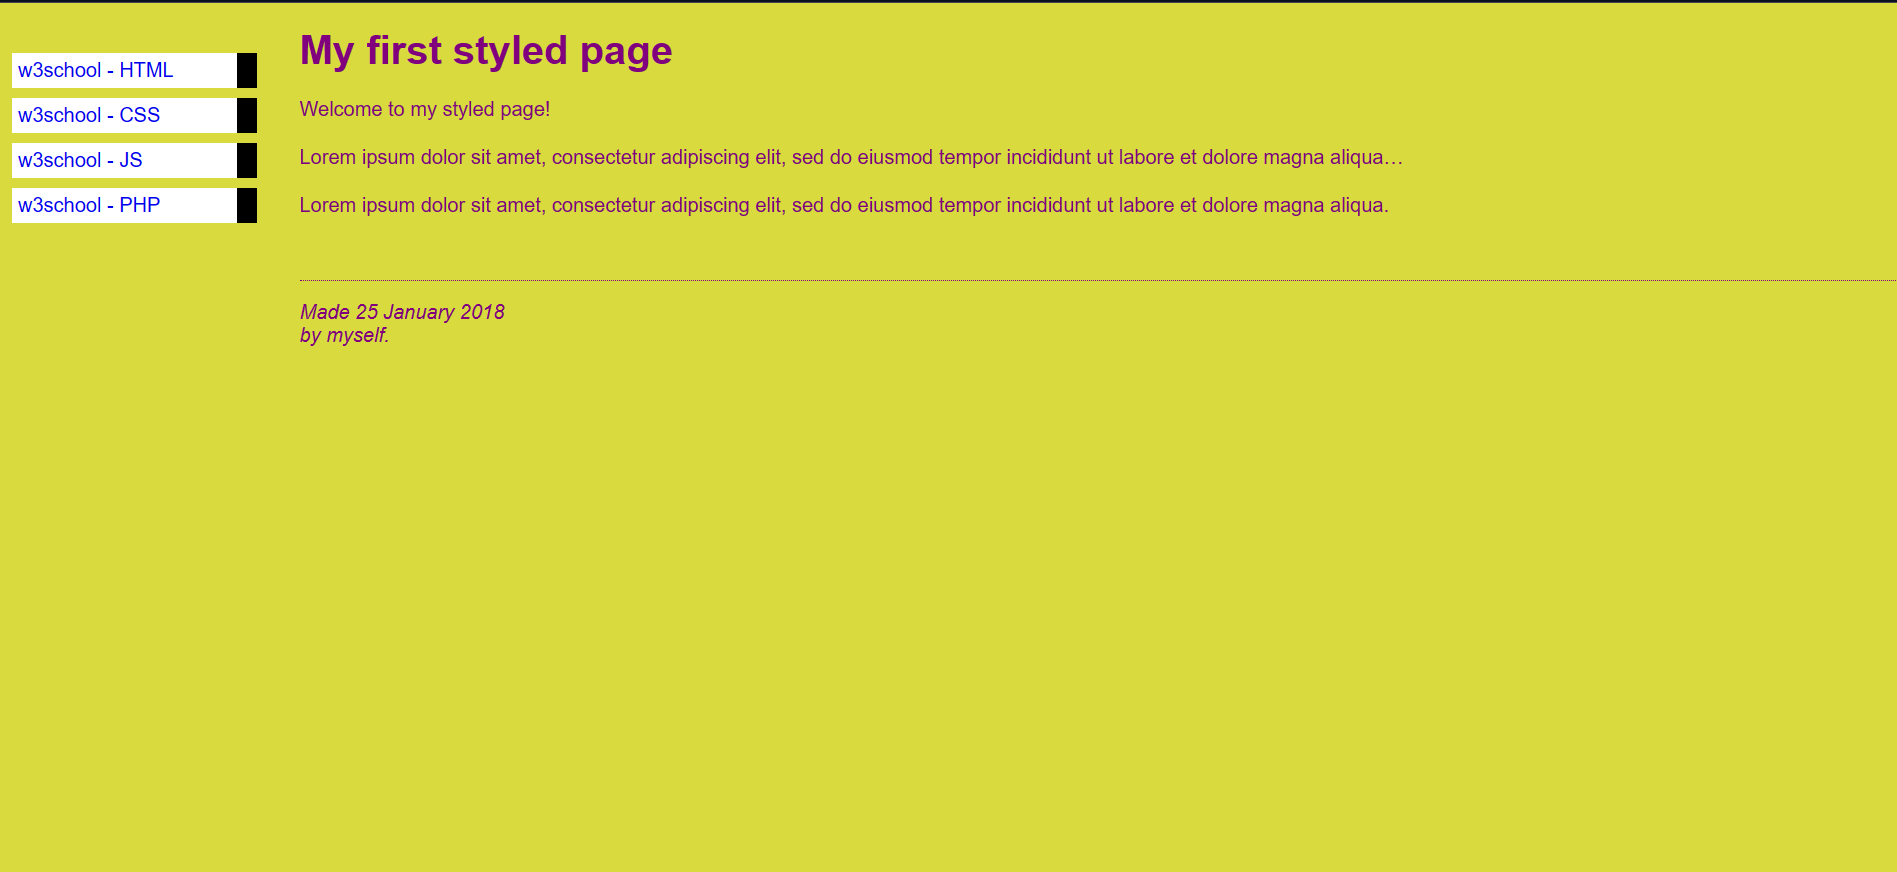 w3school - HTML
w3school - CSS
w3school - JS
w3school - PHP
My first styled page
Welcome to my styled page!
Lorem ipsum dolor sit amet, consectetur adipiscing elit, sed do eiusmod tempor incididunt ut labore et dolore magna aliqua…
Lorem ipsum dolor sit amet, consectetur adipiscing elit, sed do eiusmod tempor incididunt ut labore et dolore magna aliqua.
Made 25 January 2018
by myself.